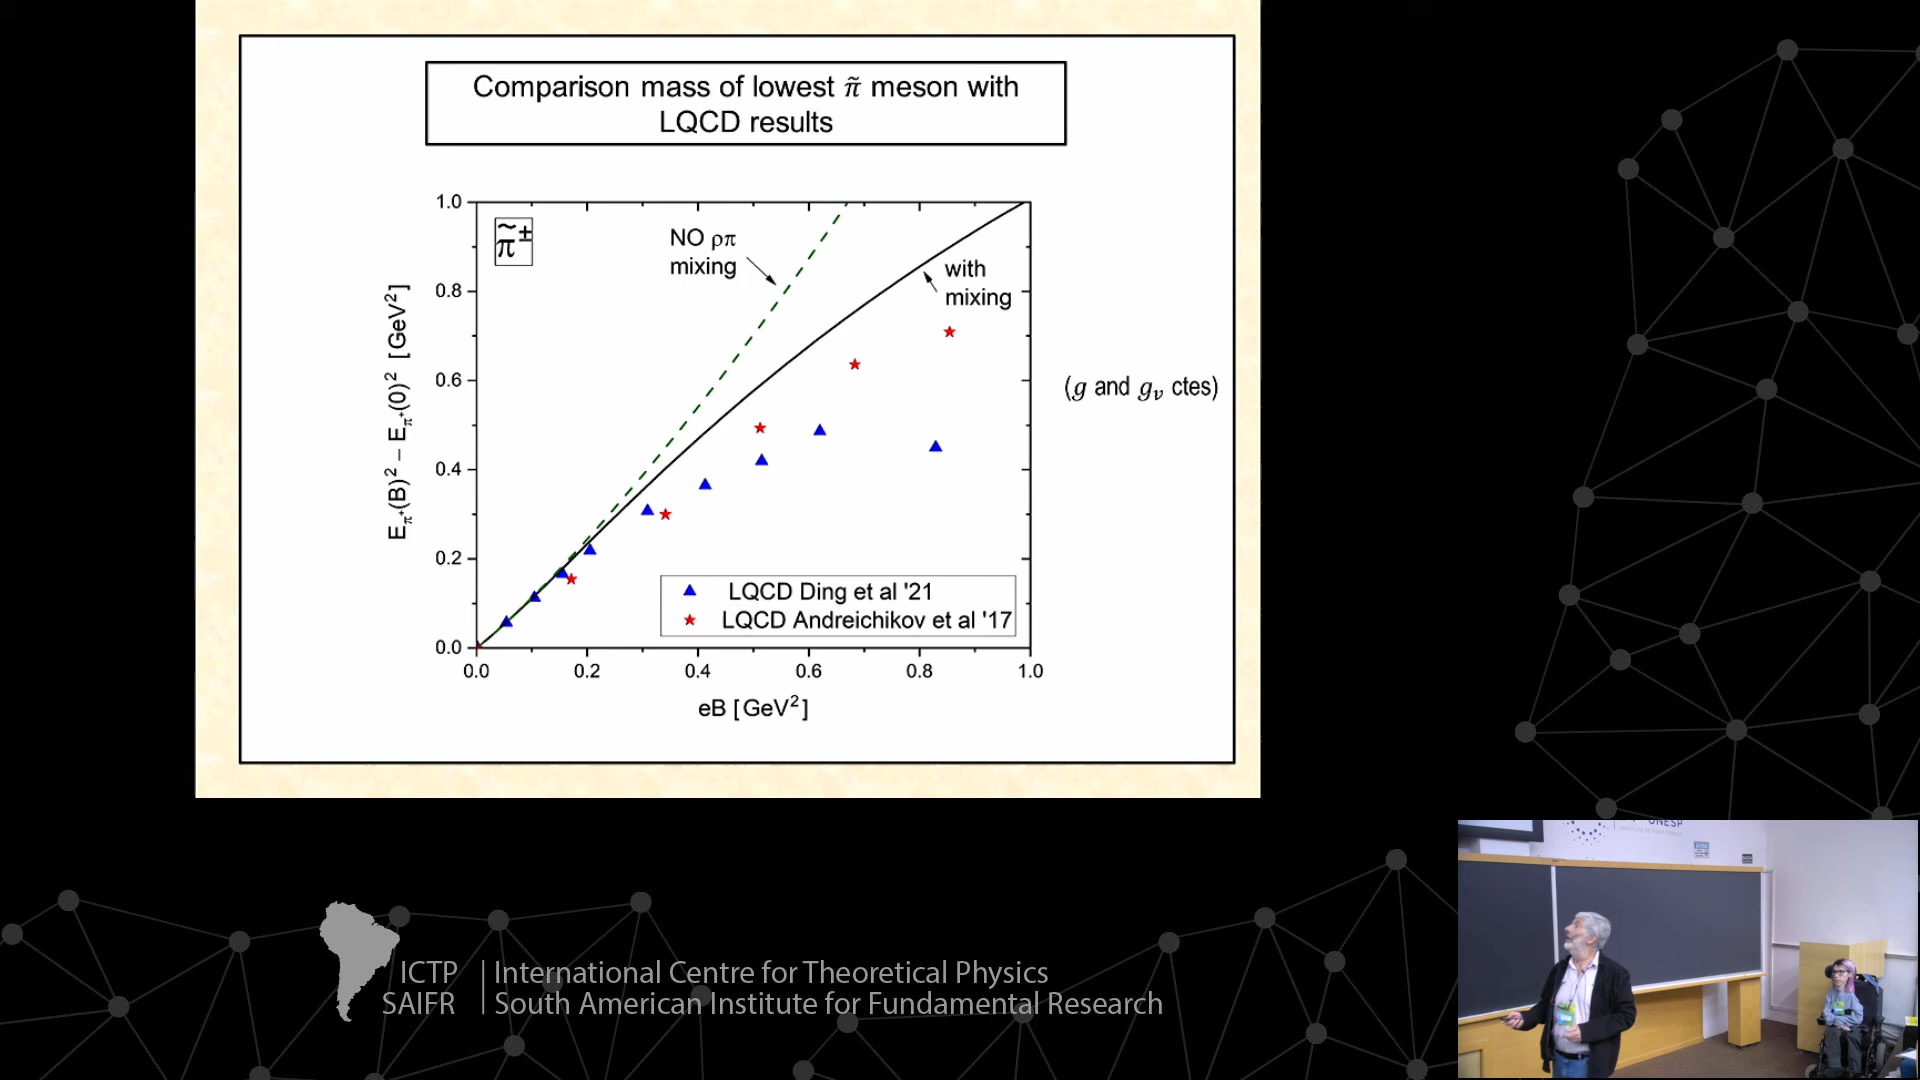 Comparison mass of lowest π̃ meson with
LQCD results
1.0
0.8
0.6
0.4
0.2
0.0
E_π⁺(B)² − E_π⁺(0)² [GeV²]
π̃±
NO ρπ
mixing
with
mixing
(g and g_v ctes)
LQCD Ding et al '21
LQCD Andreichikov et al '17
0.0 0.2 0.4 0.6 0.8 1.0
eB [GeV²]
UNESP
ICTP
SAIFR
International Centre for Theoretical Physics
South American Institute for Fundamental Research